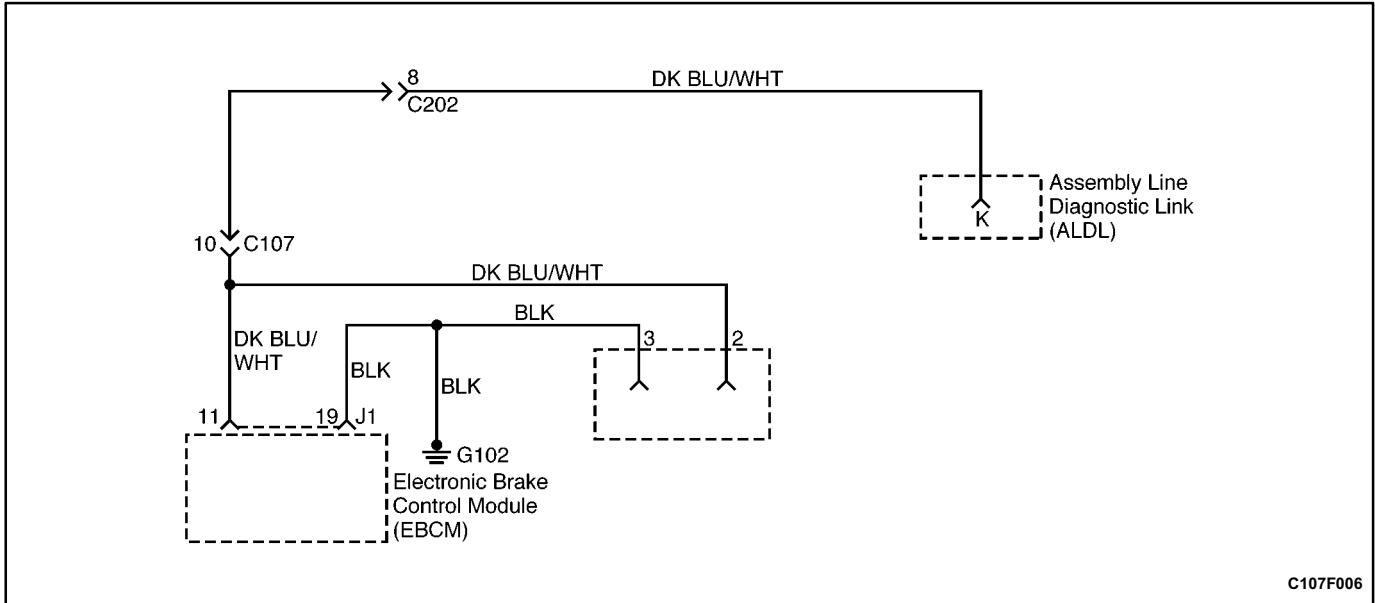 8
DK BLU/WHT
C202
Assembly Line
Diagnostic Link
(ALDL)
K
10 C107
DK BLU/WHT
BLK
DK BLU/
WHT
3 2
BLK
BLK
11 19 J1
G102
Electronic Brake
Control Module
(EBCM)
C107F006